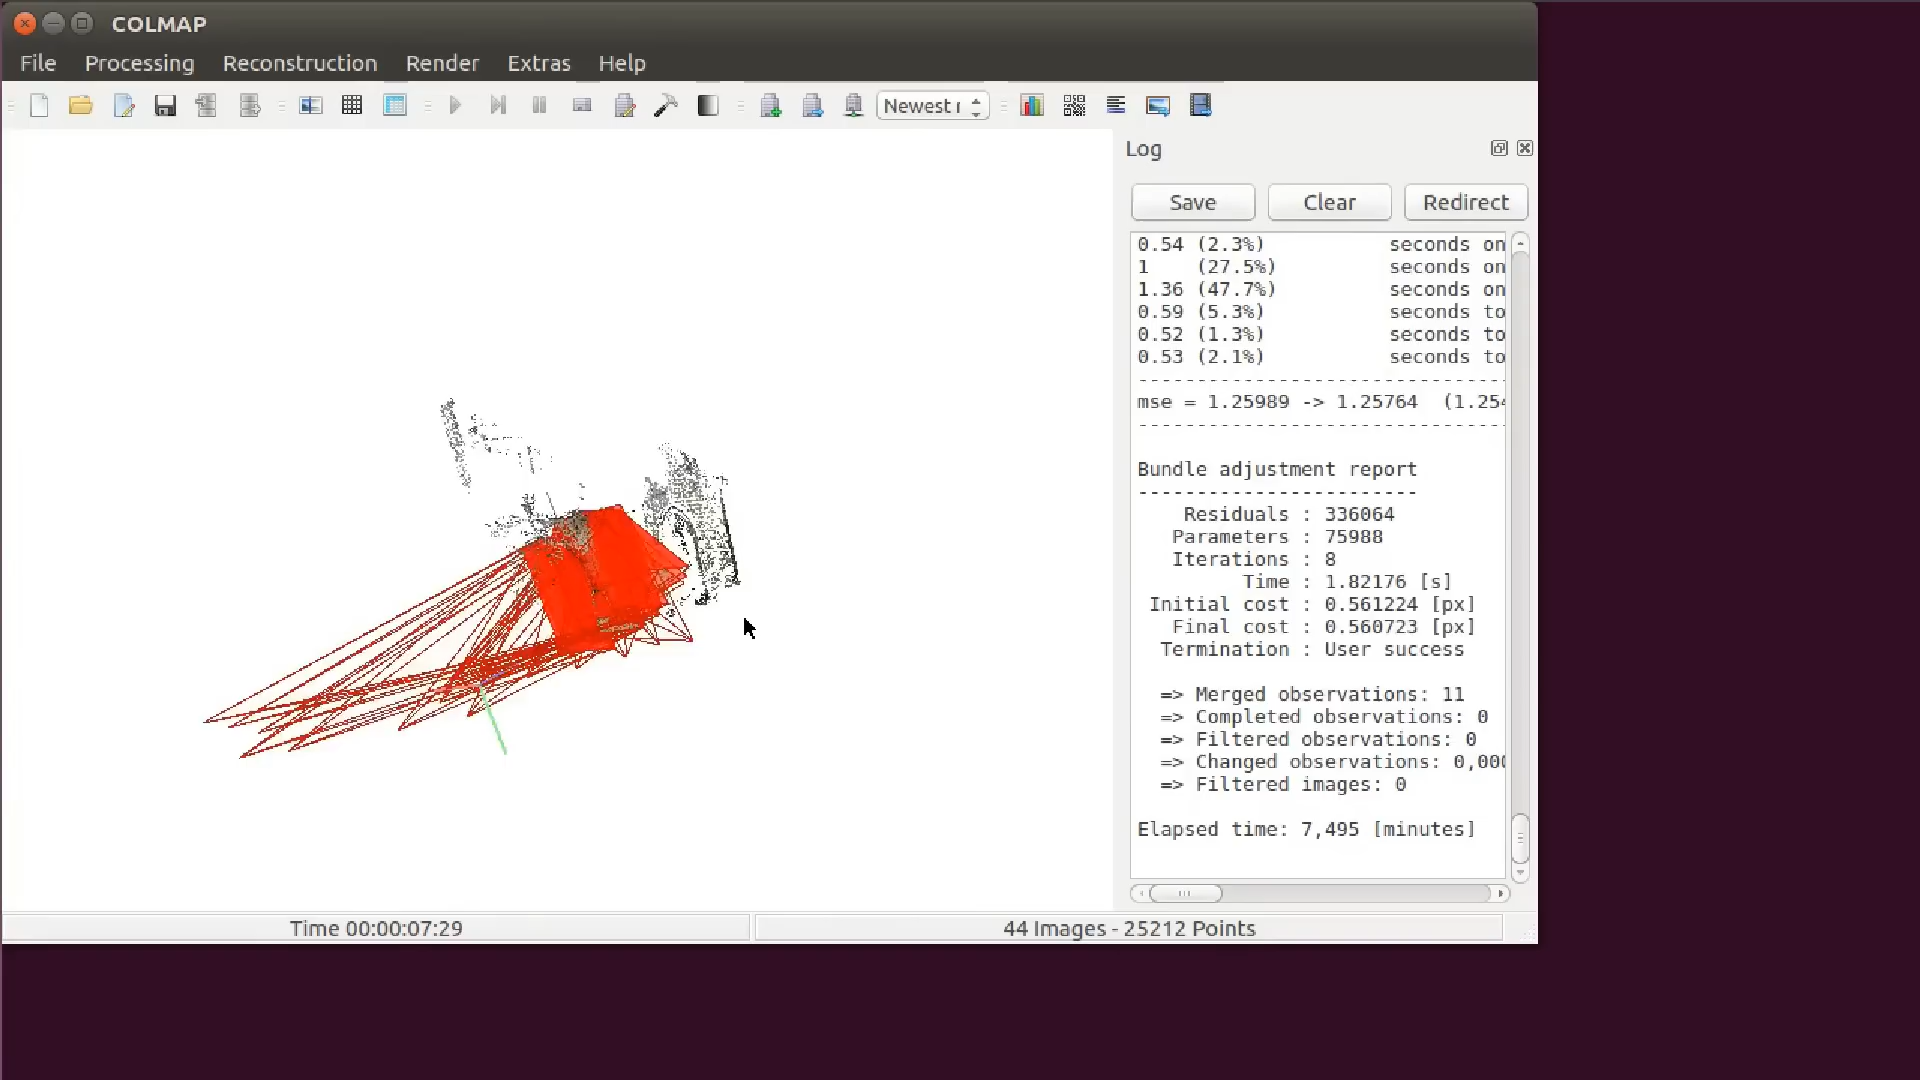 COLMAP
File Processing Reconstruction Render Extras Help
Newest
Log
Save Clear Redirect
0.54 (2.3%) seconds on
1 (27.5%) seconds on
1.36 (47.7%) seconds on
0.59 (5.3%) seconds to
0.52 (1.3%) seconds to
0.53 (2.1%) seconds to
--------------------------------
mse = 1.25989 -> 1.25764 (1.254
--------------------------------
Bundle adjustment report
------------------------
Residuals : 336064
Parameters : 75988
Iterations : 8
Time : 1.82176 [s]
Initial cost : 0.561224 [px]
Final cost : 0.560723 [px]
Termination : User success
=> Merged observations: 11
=> Completed observations: 0
=> Filtered observations: 0
=> Changed observations: 0,000
=> Filtered images: 0
Elapsed time: 7,495 [minutes]
Time 00:00:07:29
44 Images - 25212 Points